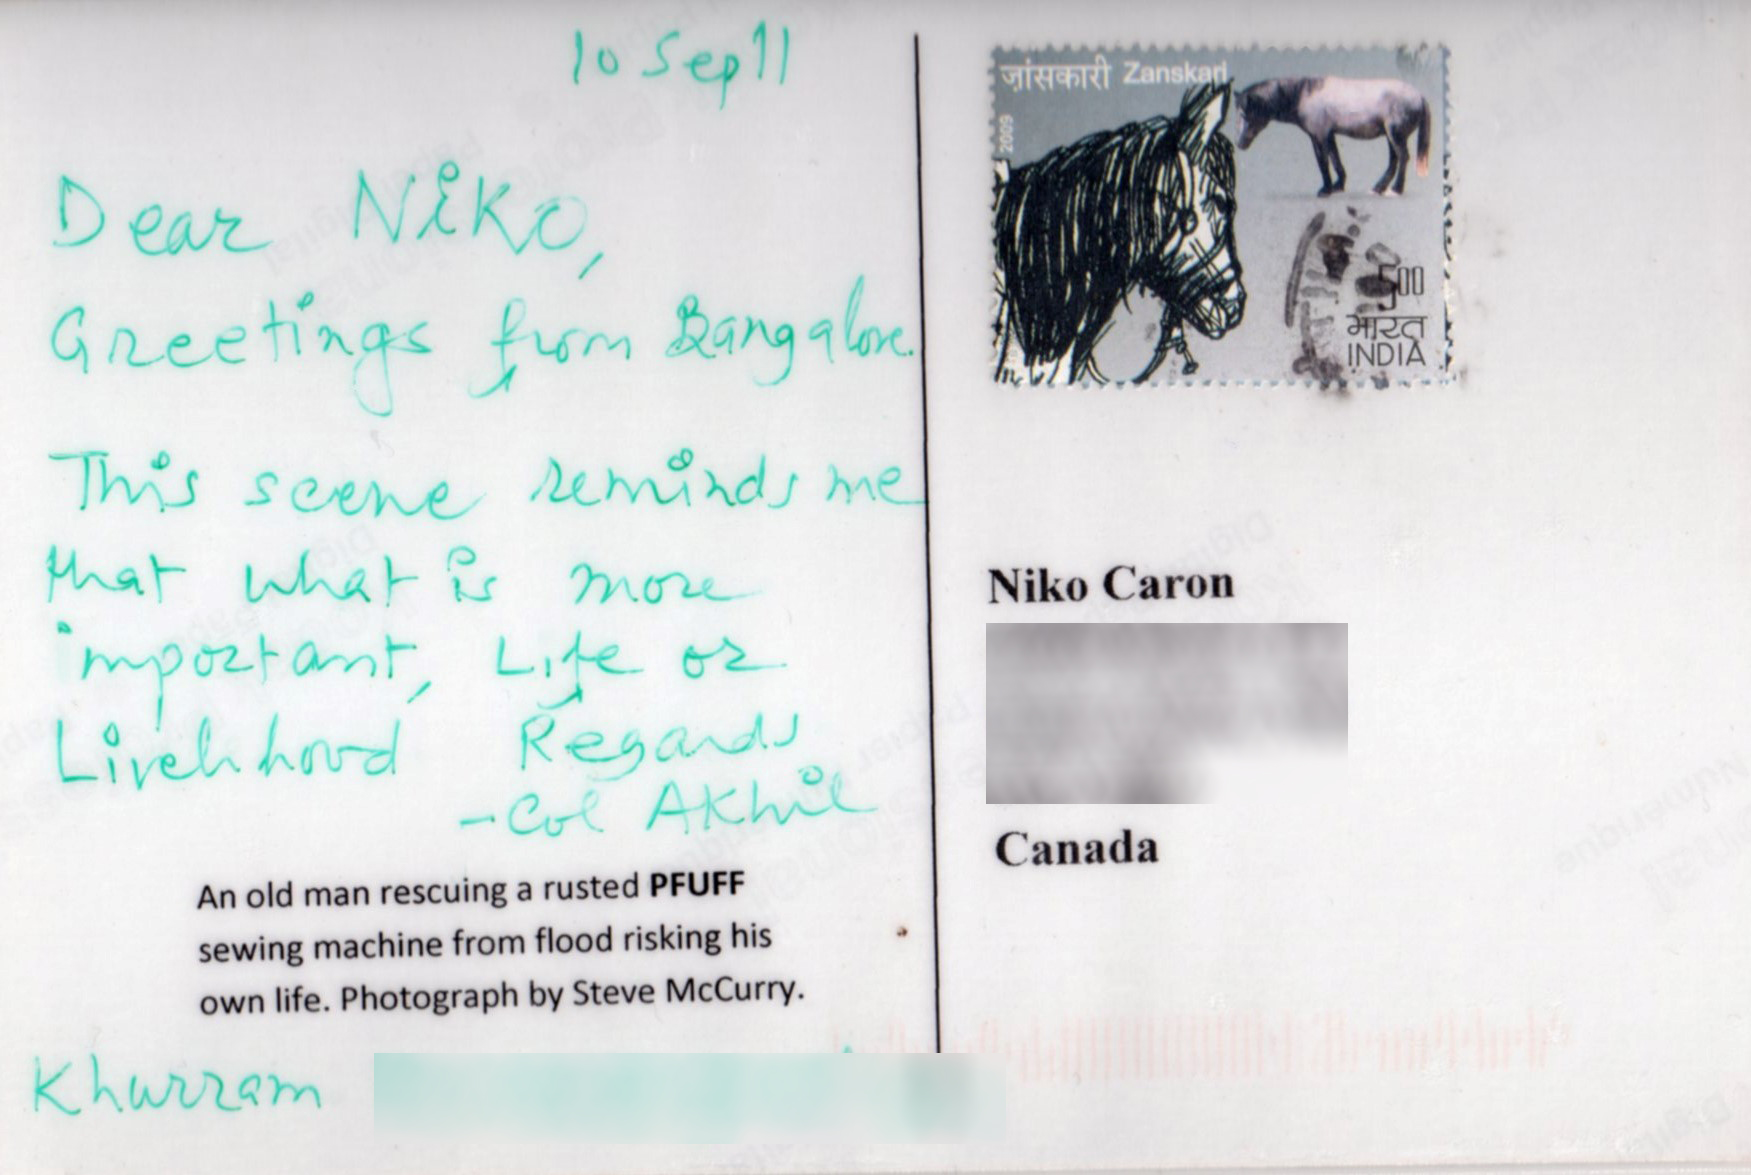 10 Sep 11
Dear Niko,
Greetings from Bangalore.
This scene reminds me
that what is more
important, Life or
Livelihood Regards
-Col Akhil
An old man rescuing a rusted PFUFF
sewing machine from flood risking his
own life. Photograph by Steve McCurry.
Khurram
ज़ांसकारी Zanskari
2009
5.00
भारत
INDIA
Niko Caron
Canada